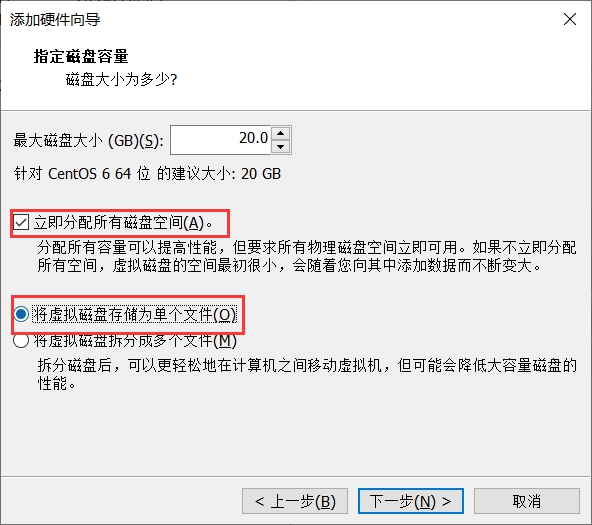 添加硬件向导
指定磁盘容量
磁盘大小为多少?
最大磁盘大小 (GB)(S): 20.0
针对 CentOS 6 64 位 的建议大小: 20 GB
立即分配所有磁盘空间(A)。
分配所有容量可以提高性能，但要求所有物理磁盘空间立即可用。如果不立即分配
所有空间，虚拟磁盘的空间最初很小，会随着您向其中添加数据而不断变大。
将虚拟磁盘存储为单个文件(O)
将虚拟磁盘拆分成多个文件(M)
拆分磁盘后，可以更轻松地在计算机之间移动虚拟机，但可能会降低大容量磁盘的
性能。
< 上一步(B) 下一步(N) > 取消